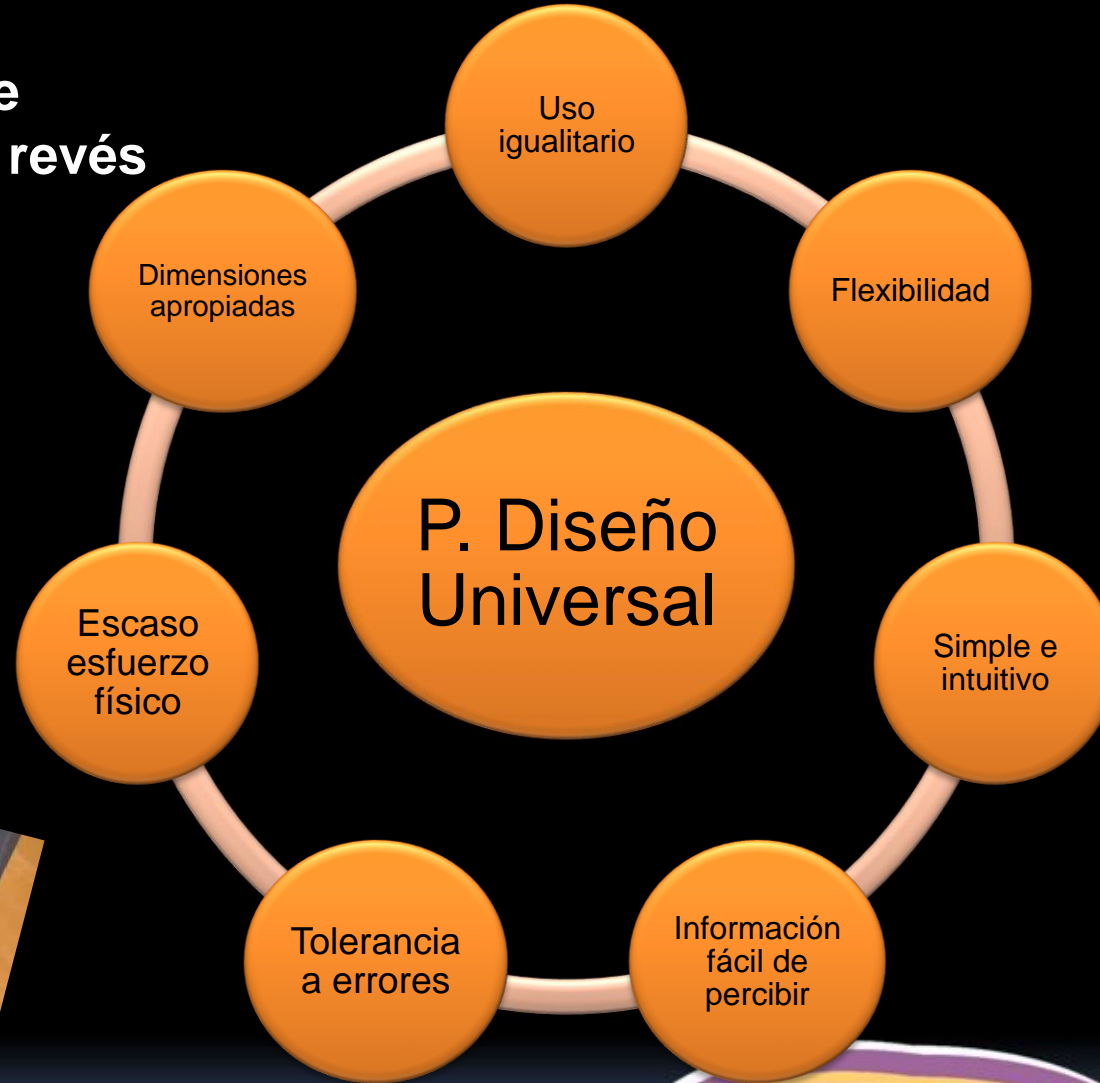 e
revés
Uso
igualitario
Flexibilidad
Simple e
intuitivo
Información
fácil de
percibir
Tolerancia
a errores
Escaso
esfuerzo
físico
Dimensiones
apropiadas
P. Diseño
Universal